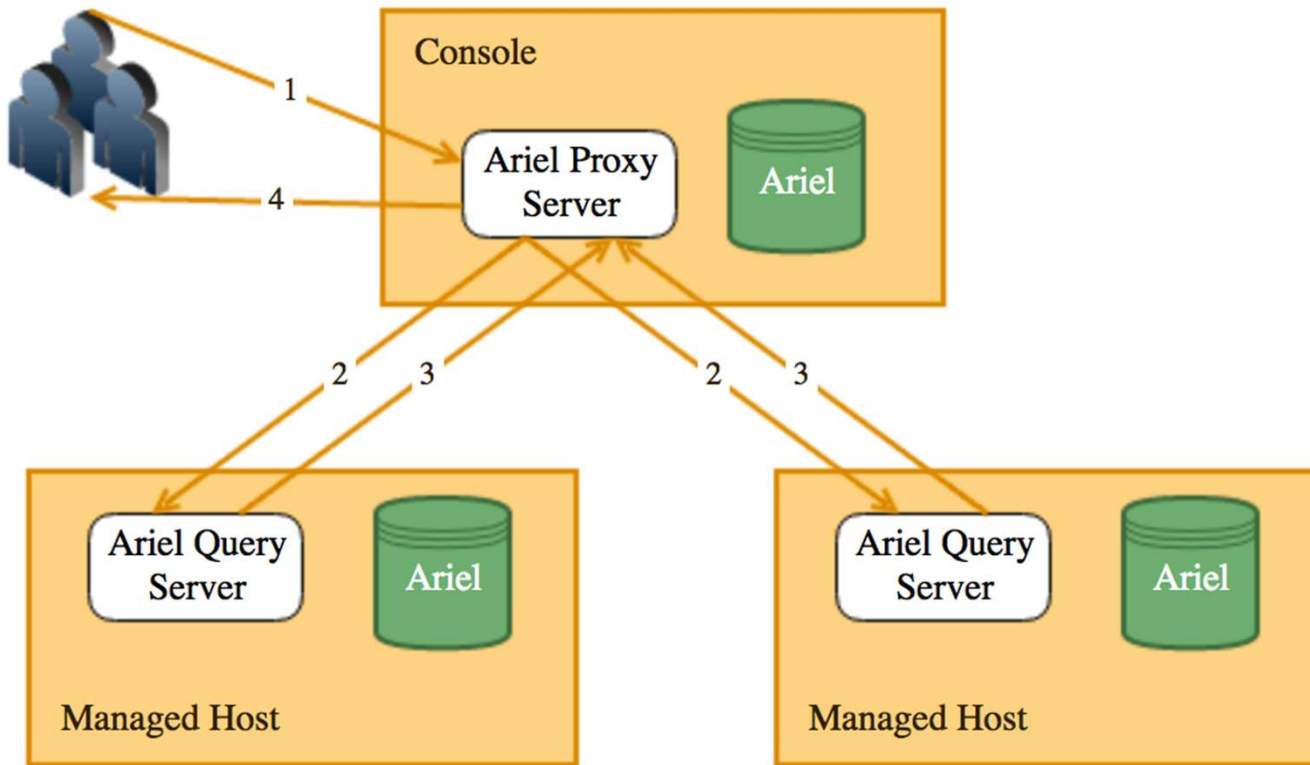 Console
1
Ariel Proxy
Server
Ariel
4
2
3
2
3
Ariel Query
Server
Ariel
Managed Host
Ariel Query
Server
Ariel
Managed Host